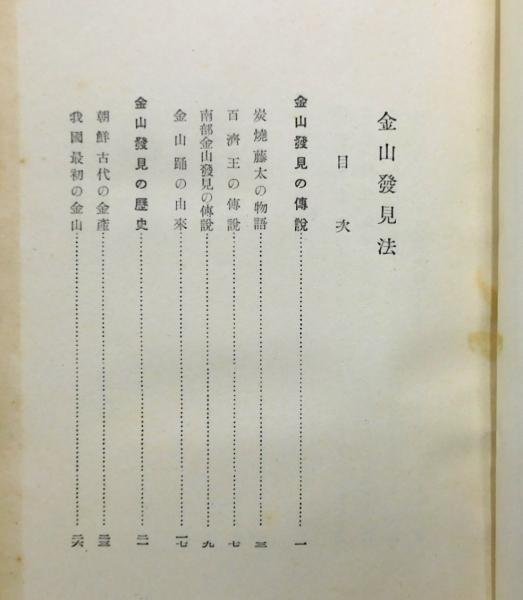 金山發見法
目次
金山發見の傳說……一
炭燒藤太の物語……三
百濟王の傳說……七
南部金山發見の傳說……九
金山踊の由來……一七
金山發見の歷史……二一
朝鮮古代の金產……二三
我國最初の金山……二六